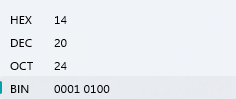 HEX 14
DEC 20
OCT 24
BIN 0001 0100